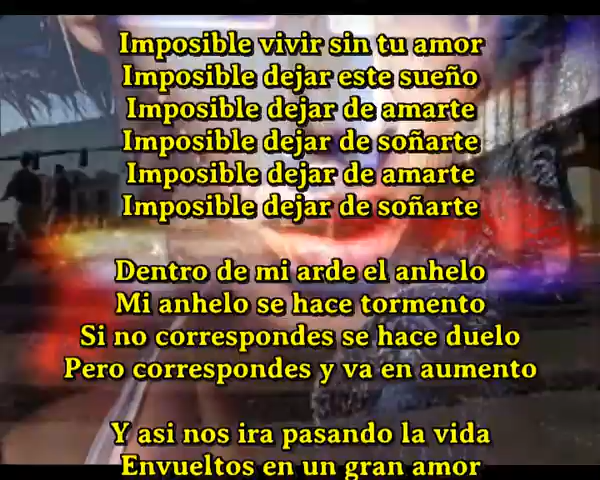 Imposible vivir sin tu amor
Imposible dejar este sueño
Imposible dejar de amarte
Imposible dejar de soñarte
Imposible dejar de amarte
Imposible dejar de soñarte
Dentro de mi arde el anhelo
Mi anhelo se hace tormento
Si no correspondes se hace duelo
Pero correspondes y va en aumento
Y asi nos ira pasando la vida
Envueltos en un gran amor